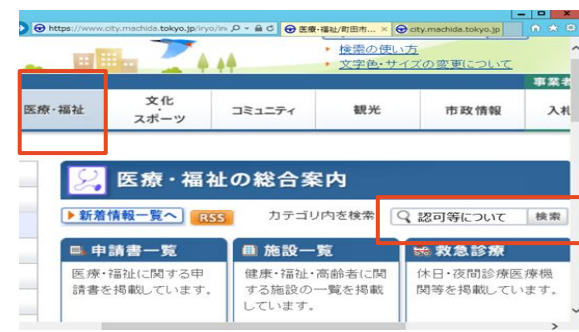 https://www.city.machida.tokyo.jp/iryo/in
医療・福祉/町田市ホ...
city.machida.tokyo.jp
検索の使い方
文字色・サイズの変更について
事業者
医療・福祉
文化
・
スポーツ
コミュニティ
観光
市政情報
入札
医療・福祉の総合案内
新着情報一覧へ
RSS
カテゴリ内を検索
認可等について
検索
申請書一覧
施設一覧
救急診療
医療・福祉に関する申
請書を掲載しています。
健康・福祉・高齢者に関
する施設の一覧を掲載
しています。
休日・夜間診療医療機
関等を掲載しています。